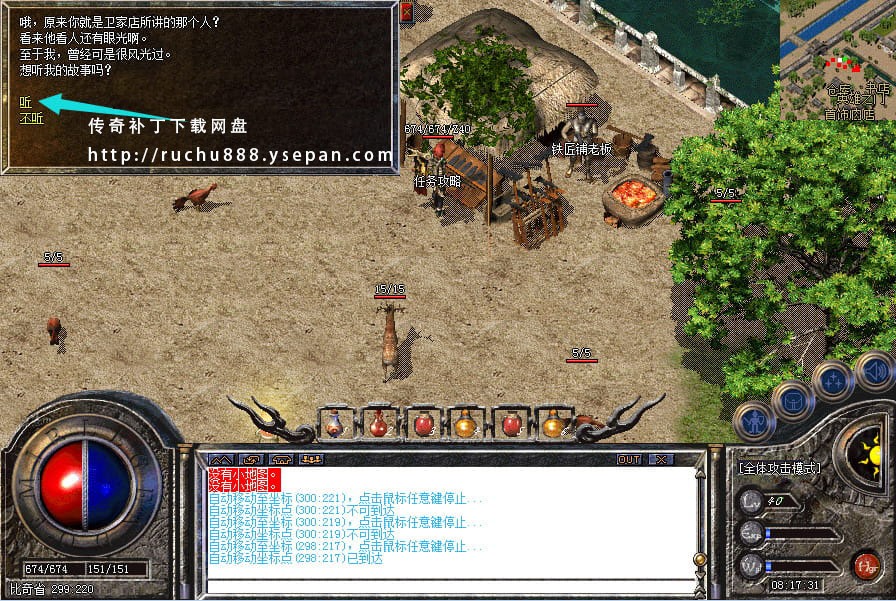 哦，原来你就是卫家店所讲的那个人？
看来他看人还有眼光啊。
至于我，曾经可是很风光过。
想听我的故事吗？
听
不听
传奇补丁下载网盘
http://ruchu888.ysepan.com
仓库 书店
英雄之门
首饰 肉店
674/674/Z40
铁匠铺老板
任务攻略
5/5
5/5
15/15
5/5
OUT
没有小地图。
没有小地图。
自动移动至坐标(300:221)，点击鼠标任意键停止...
自动移动坐标点(300:221)不可到达
自动移动至坐标(300:219)，点击鼠标任意键停止...
自动移动坐标点(300:219)不可到达
自动移动至坐标(298:217)，点击鼠标任意键停止...
自动移动坐标点(298:217)已到达
674/674 151/151
比奇省 299:220
[全体攻击模式]
Lv 40
Exp
W
Hgr
08:17:31